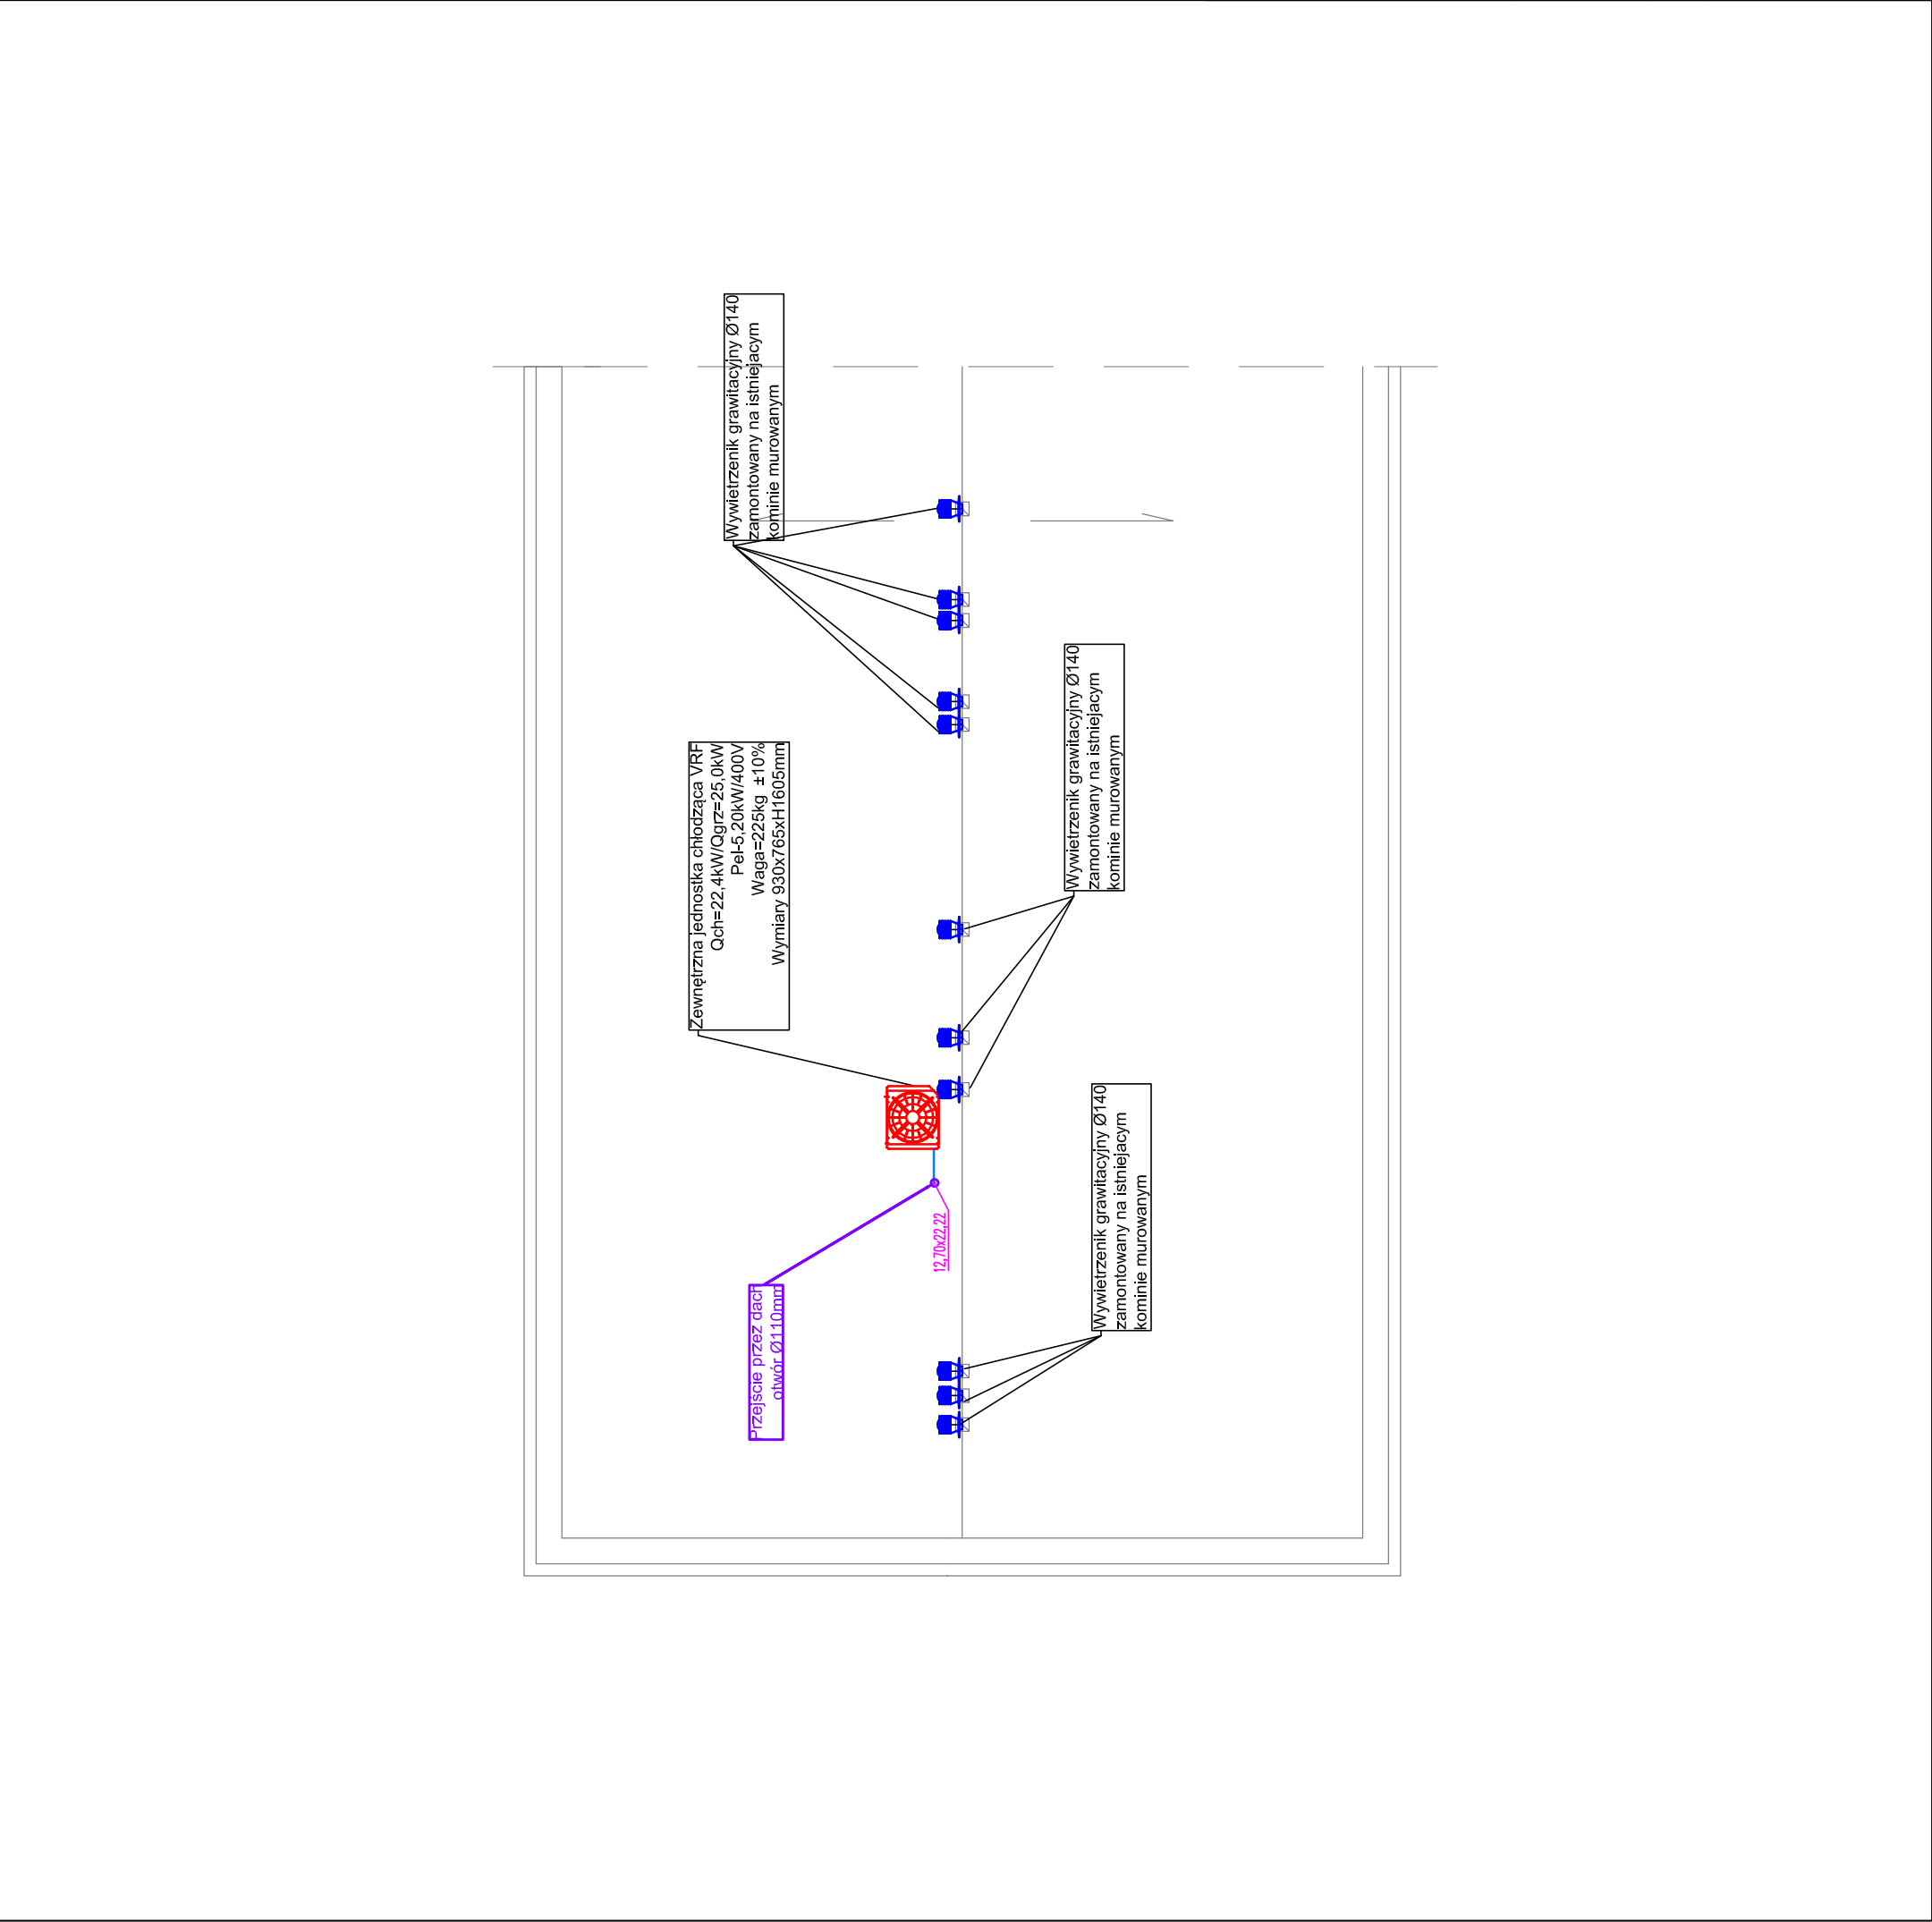 Wywietrzenik grawitacyjny Ø140
zamontowany na istniejacym
kominie murowanym
Zewnętrzna jednostka chłodząca VRF
Qch=22,4kW/Qgrz=25,0kW
Pel-5,20kW/400V
Waga=225kg ±10%
Wymiary 930x765xH1605mm
Wywietrzenik grawitacyjny Ø140
zamontowany na istniejacym
kominie murowanym
Przejscie przez dach
otwór Ø110mm
12,70x22,22
Wywietrzenik grawitacyjny Ø140
zamontowany na istniejacym
kominie murowanym